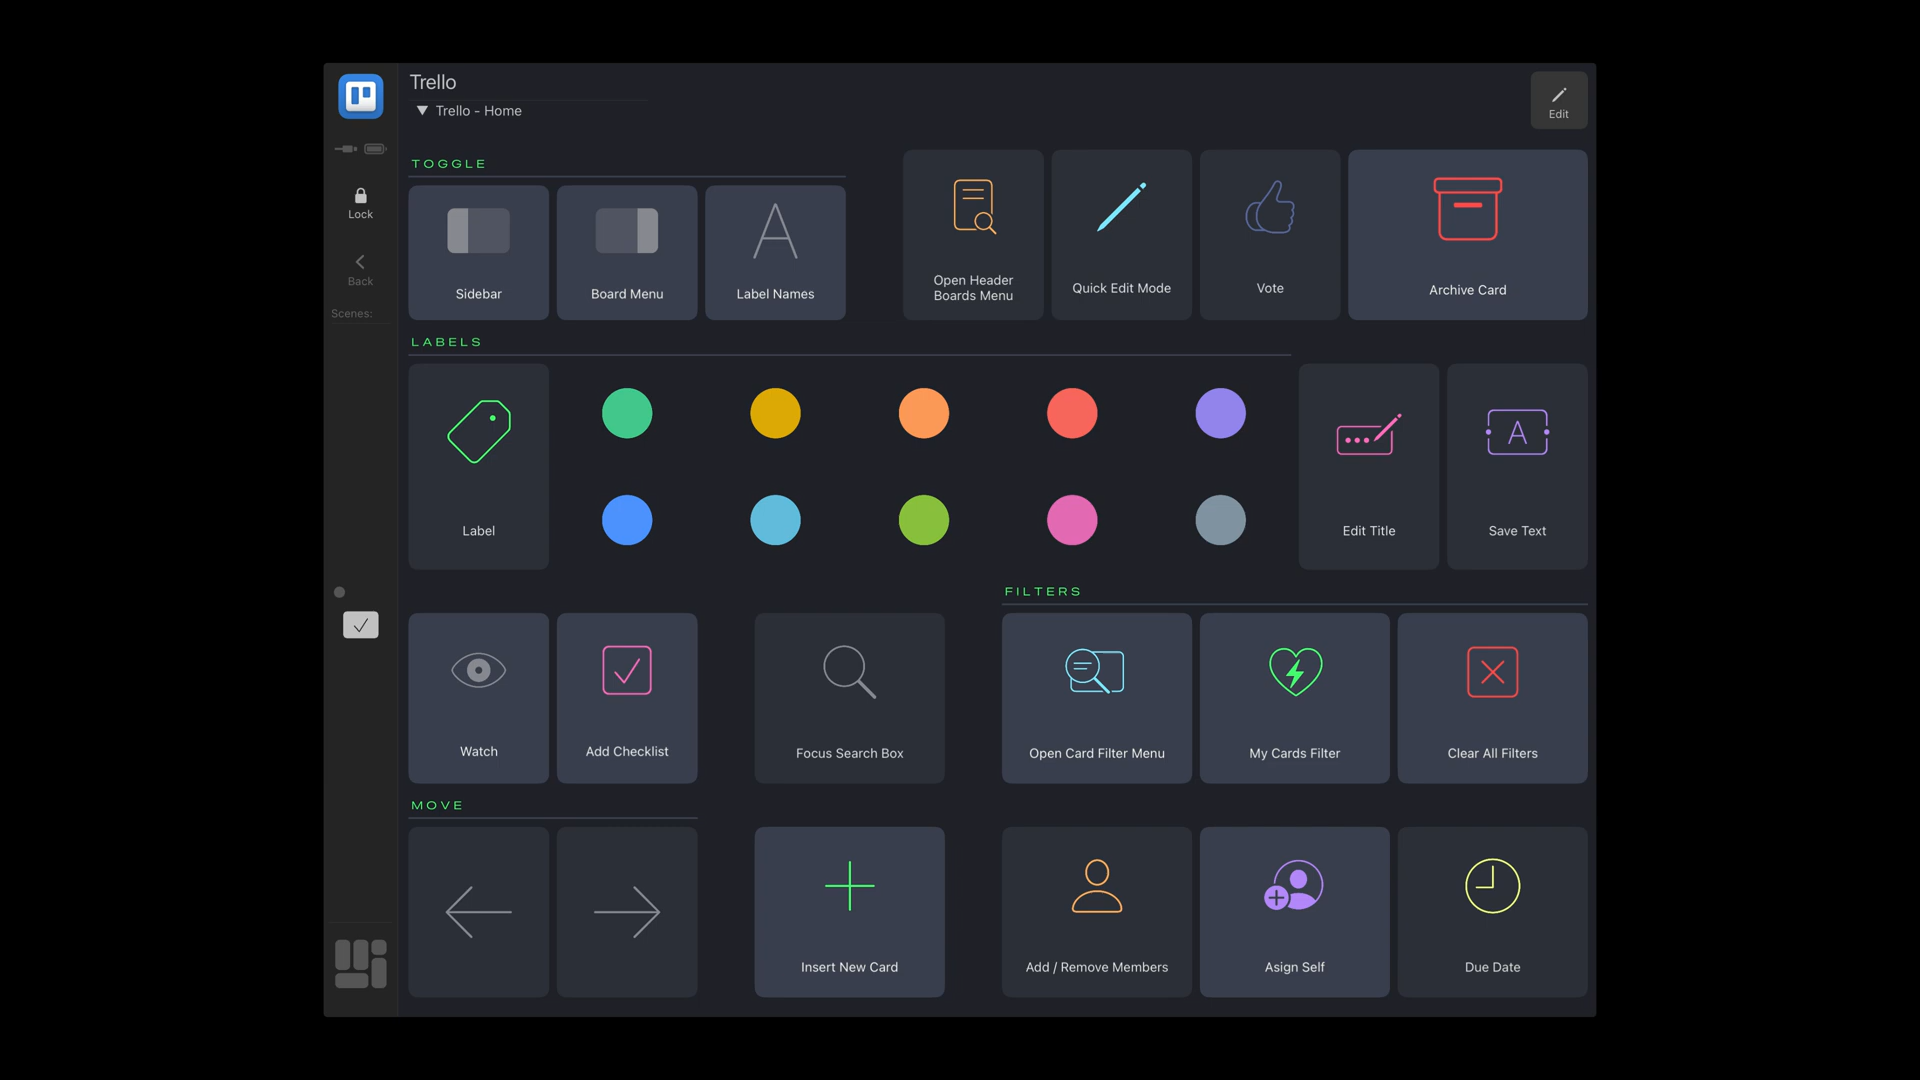 Trello
Trello - Home
Edit
Lock
Back
Scenes:
TOGGLE
Sidebar
Board Menu
Label Names
Open Header
Boards Menu
Quick Edit Mode
Vote
Archive Card
LABELS
Label
Edit Title
Save Text
FILTERS
Watch
Add Checklist
Focus Search Box
Open Card Filter Menu
My Cards Filter
Clear All Filters
MOVE
Insert New Card
Add / Remove Members
Asign Self
Due Date